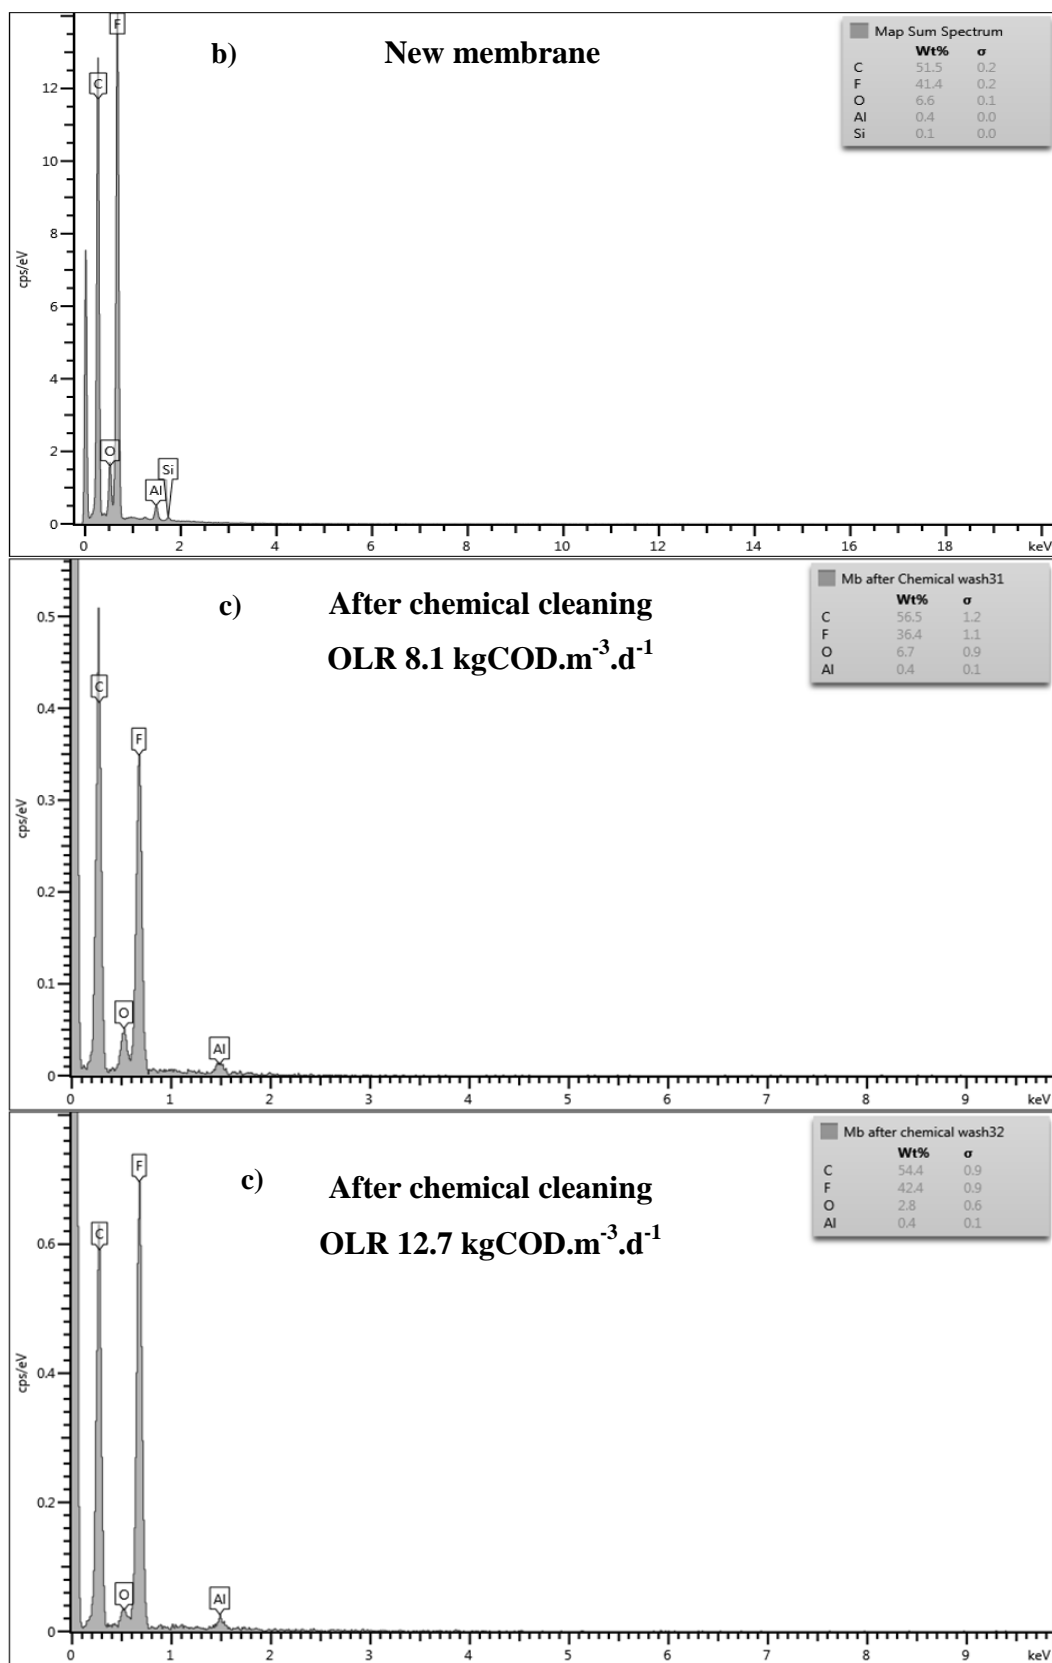 b)
New membrane
Map Sum Spectrum
Wt% σ
C 51.5 0.2
F 41.4 0.2
O 6.6 0.1
Al 0.4 0.0
Si 0.1 0.0
F
C
O
Si
Al
cps/eV
12
10
8
6
4
2
0
0 2 4 6 8 10 12 14 16 18 keV
c)
After chemical cleaning
OLR 8.1 kgCOD.m⁻³.d⁻¹
Mb after Chemical wash31
Wt% σ
C 56.5 1.2
F 36.4 1.1
O 6.7 0.9
Al 0.4 0.1
C
F
O
Al
cps/eV
0.5
0.4
0.3
0.2
0.1
0
0 1 2 3 4 5 6 7 8 9 keV
c)
After chemical cleaning
OLR 12.7 kgCOD.m⁻³.d⁻¹
Mb after chemical wash32
Wt% σ
C 54.4 0.9
F 42.4 0.9
O 2.8 0.6
Al 0.4 0.1
F
C
O
Al
cps/eV
0.6
0.4
0.2
0
0 1 2 3 4 5 6 7 8 9 keV